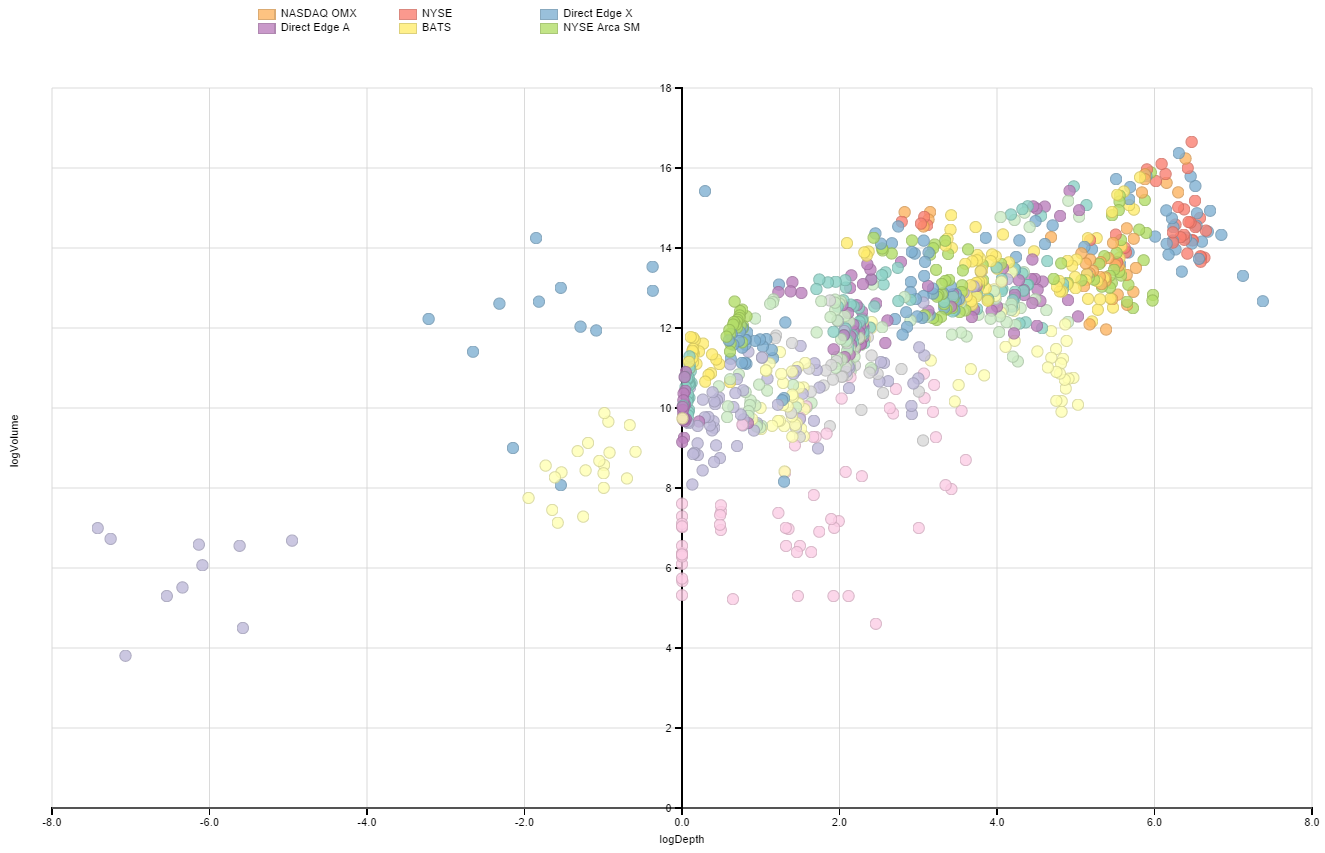 NASDAQ OMX NYSE Direct Edge X
Direct Edge A BATS NYSE Arca SM
18
16
14
12
10
8
6
4
2
0
logVolume
-8.0 -6.0 -4.0 -2.0 0.0 2.0 4.0 6.0 8.0
logDepth